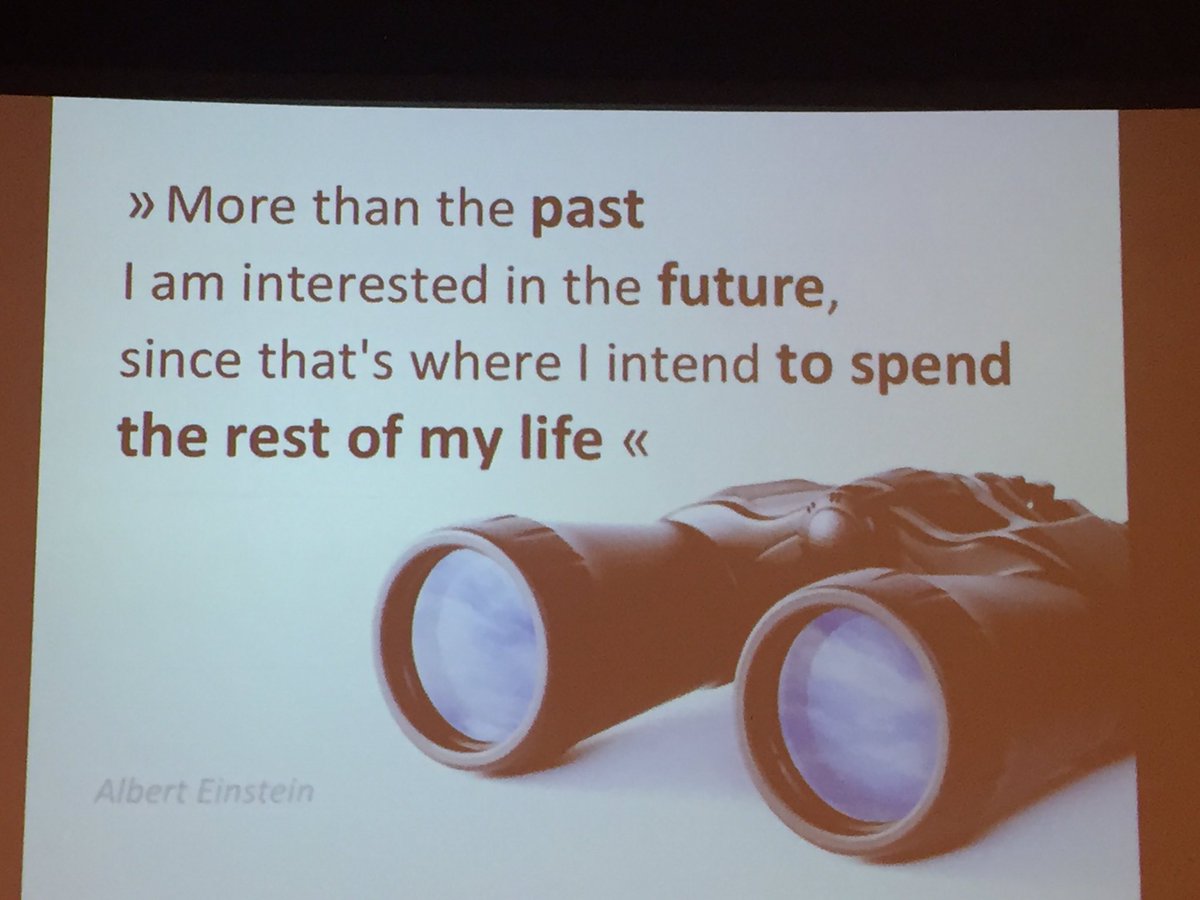 » More than the past
I am interested in the future,
since that's where I intend to spend
the rest of my life «
Albert Einstein